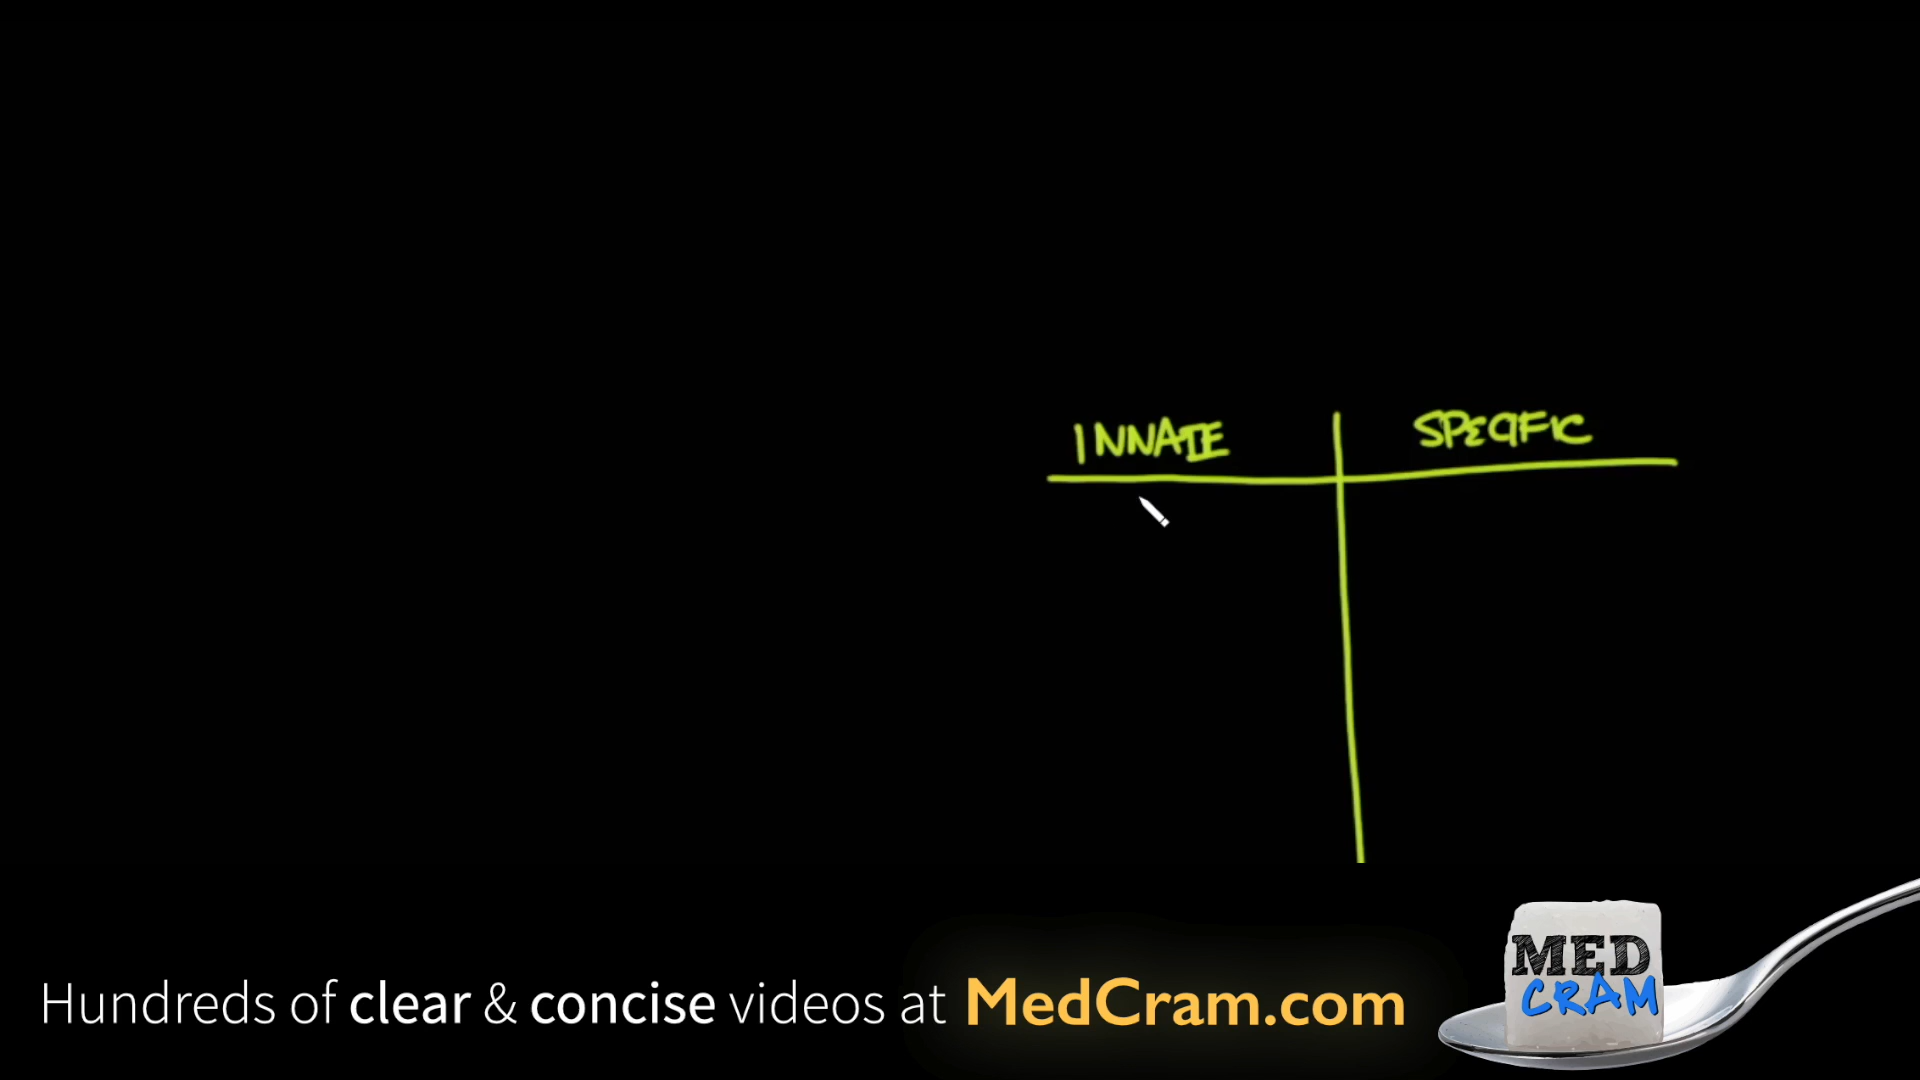 INNATE SPECIFIC
Hundreds of clear & concise videos at MedCram.com
MED
CRAM